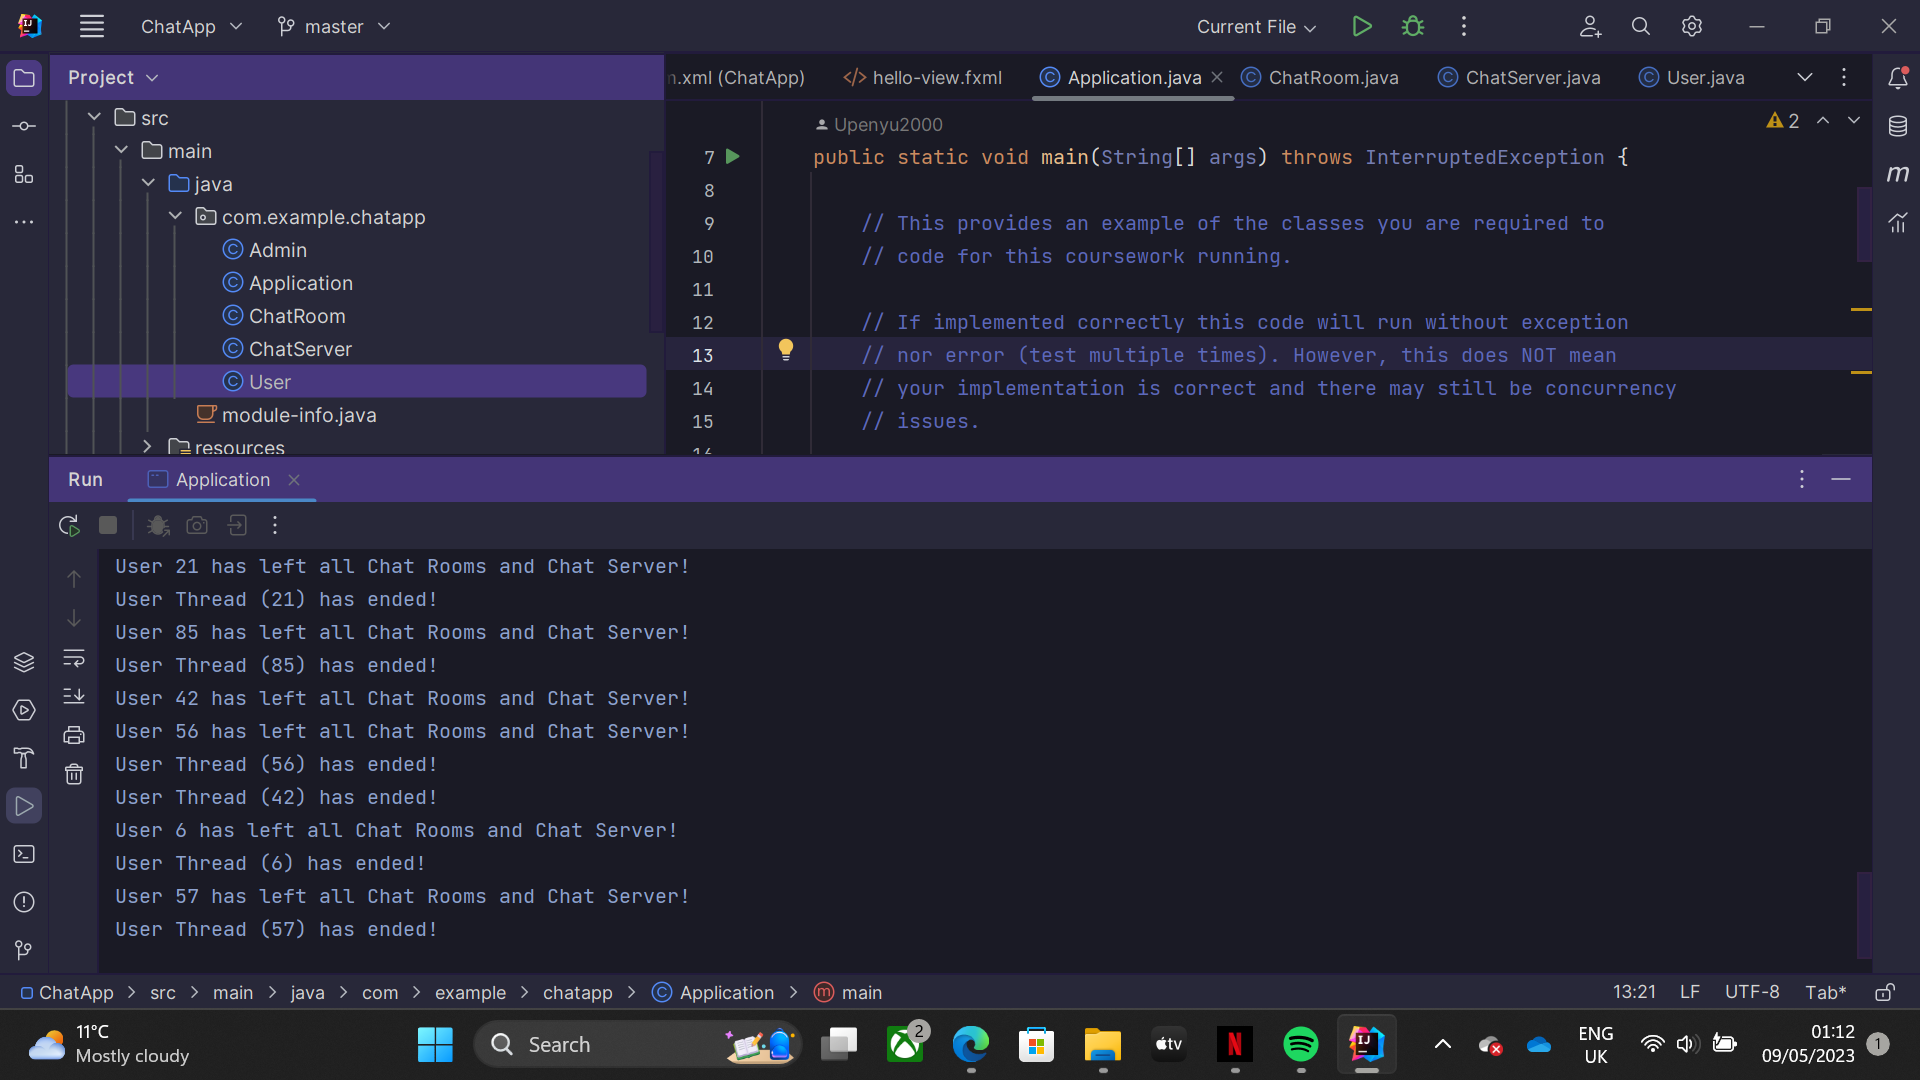 ChatApp master Current File
Project
n.xml (ChatApp) hello-view.fxml Application.java ChatRoom.java ChatServer.java User.java
src
main
java
com.example.chatapp
Admin
Application
ChatRoom
ChatServer
User
module-info.java
resources
Upenyu2000
2
7 public static void main(String[] args) throws InterruptedException {
8
9 // This provides an example of the classes you are required to
10 // code for this coursework running.
11
12 // If implemented correctly this code will run without exception
13 // nor error (test multiple times). However, this does NOT mean
14 // your implementation is correct and there may still be concurrency
15 // issues.
16
Run Application
User 21 has left all Chat Rooms and Chat Server!
User Thread (21) has ended!
User 85 has left all Chat Rooms and Chat Server!
User Thread (85) has ended!
User 42 has left all Chat Rooms and Chat Server!
User 56 has left all Chat Rooms and Chat Server!
User Thread (56) has ended!
User Thread (42) has ended!
User 6 has left all Chat Rooms and Chat Server!
User Thread (6) has ended!
User 57 has left all Chat Rooms and Chat Server!
User Thread (57) has ended!
ChatApp > src > main > java > com > example > chatapp > Application > main
13:21 LF UTF-8 Tab*
11°C
Mostly cloudy
Search
2
tv
N
IJ
ENG
UK
01:12
09/05/2023
1